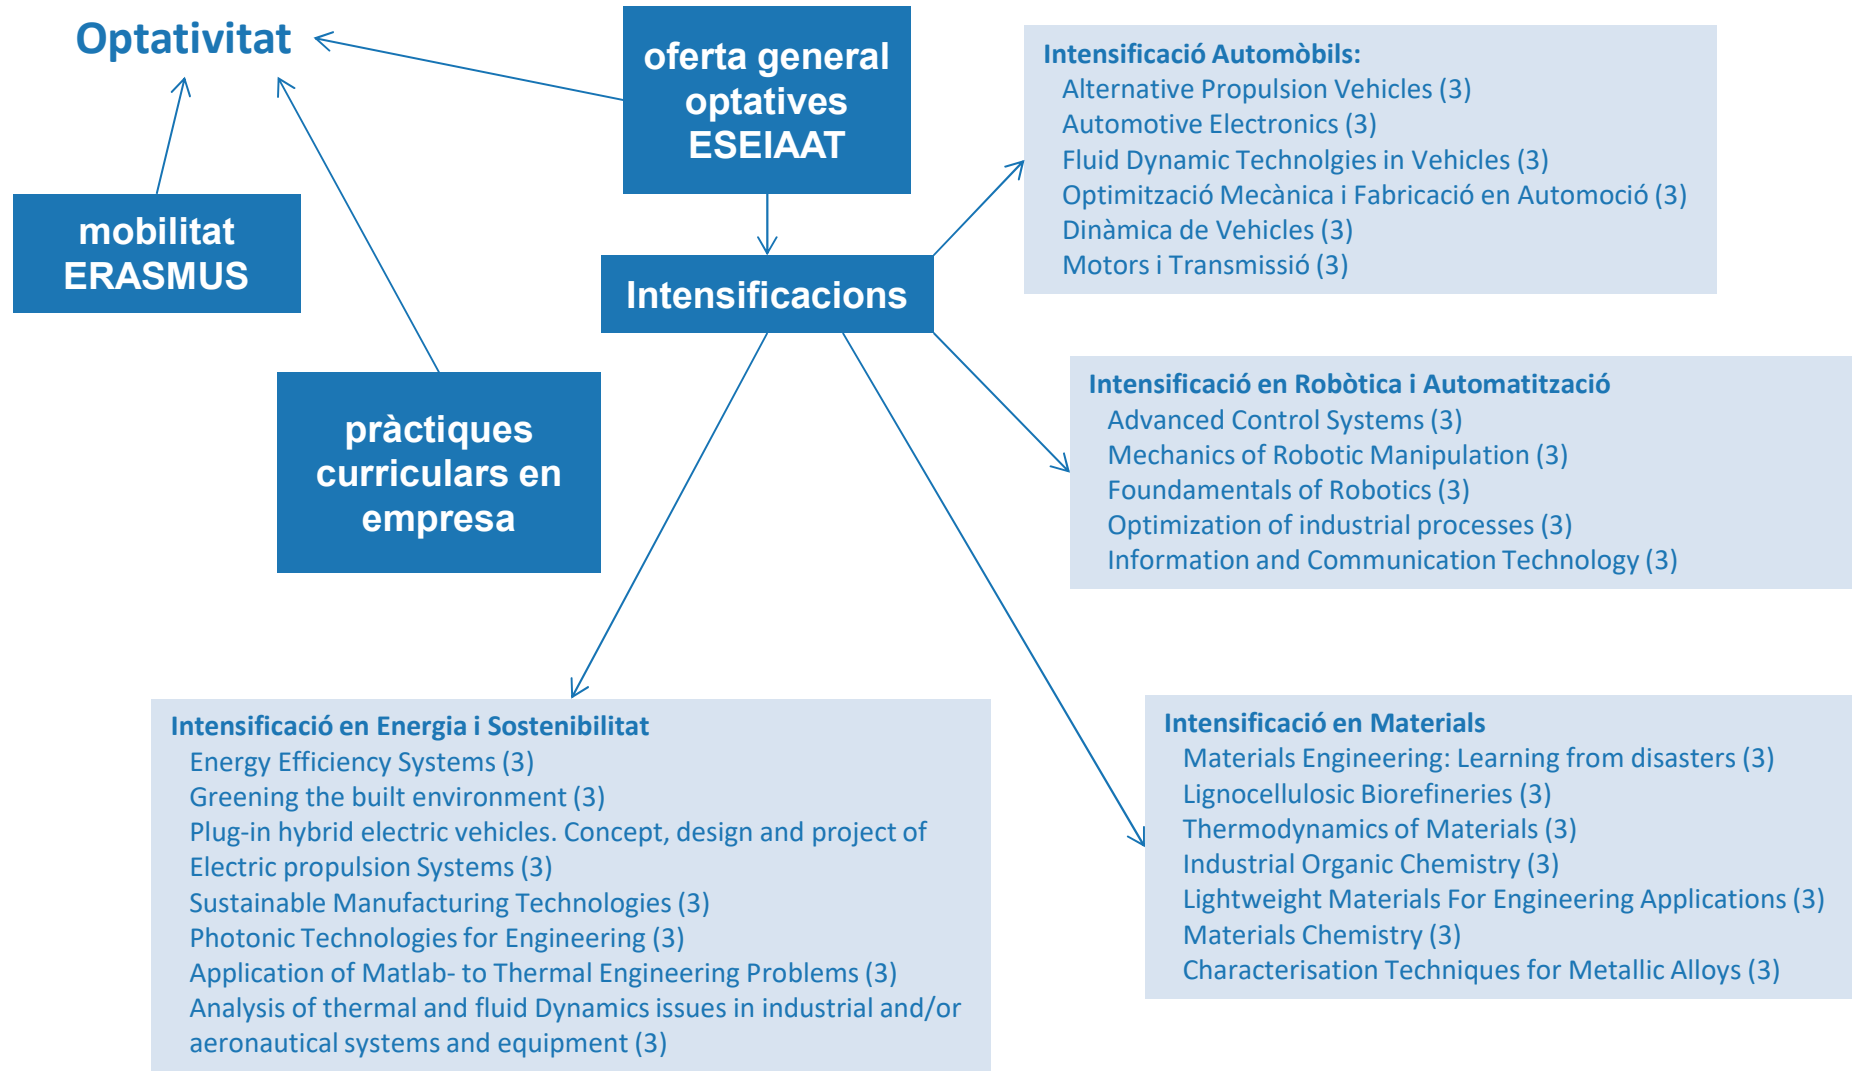 Optativitat
oferta general
optatives
ESEIAAT
mobilitat
ERASMUS
Intensificacions
pràctiques
curriculars en
empresa
Intensificació Automòbils:
Alternative Propulsion Vehicles (3)
Automotive Electronics (3)
Fluid Dynamic Technolgies in Vehicles (3)
Optimització Mecànica i Fabricació en Automoció (3)
Dinàmica de Vehicles (3)
Motors i Transmissió (3)
Intensificació en Robòtica i Automatització
Advanced Control Systems (3)
Mechanics of Robotic Manipulation (3)
Foundamentals of Robotics (3)
Optimization of industrial processes (3)
Information and Communication Technology (3)
Intensificació en Energia i Sostenibilitat
Energy Efficiency Systems (3)
Greening the built environment (3)
Plug-in hybrid electric vehicles. Concept, design and project of
Electric propulsion Systems (3)
Sustainable Manufacturing Technologies (3)
Photonic Technologies for Engineering (3)
Application of Matlab- to Thermal Engineering Problems (3)
Analysis of thermal and fluid Dynamics issues in industrial and/or
aeronautical systems and equipment (3)
Intensificació en Materials
Materials Engineering: Learning from disasters (3)
Lignocellulosic Biorefineries (3)
Thermodynamics of Materials (3)
Industrial Organic Chemistry (3)
Lightweight Materials For Engineering Applications (3)
Materials Chemistry (3)
Characterisation Techniques for Metallic Alloys (3)